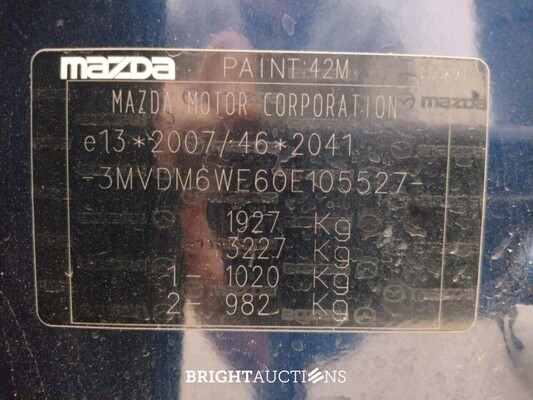 mazda PAINT:42M
MAZDA MOTOR CORPORATION
mazda
e13*2007/46*2041
-3MVDM6WE60E105527-
1927 Kg
3227 Kg
1- 1020 Kg
2- 982 Kg
BRIGHTAUCTIONS